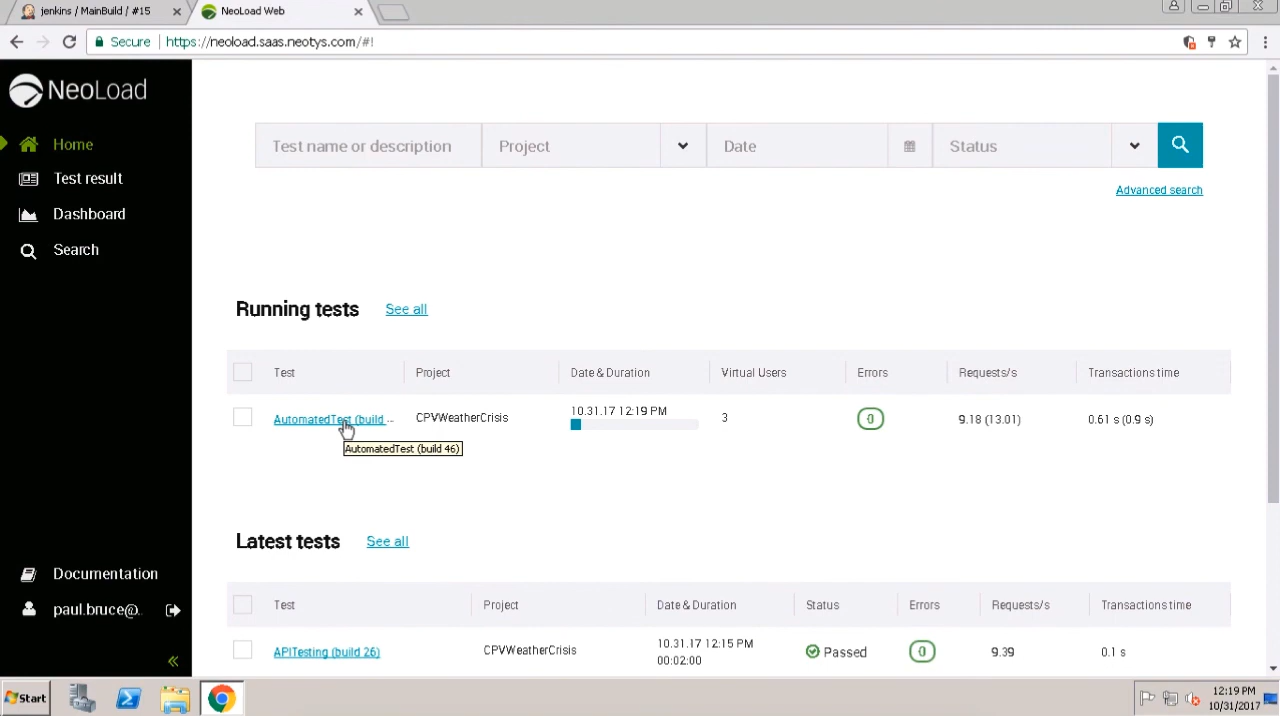 jenkins / MainBuild / #15
NeoLoad Web
Secure
https://neoload.saas.neotys.com/#!
NeoLoad
Home
Test result
Dashboard
Search
Documentation
paul.bruce@...
Test name or description
Project
Date
Status
Advanced search
Running tests See all
Test Project Date & Duration Virtual Users Errors Requests/s Transactions time
AutomatedTest (build ... CPVWeatherCrisis 10.31.17 12:19 PM 3 0 9.18 (13.01) 0.61 s (0.9 s)
AutomatedTest (build 46)
Latest tests See all
Test Project Date & Duration Status Errors Requests/s Transactions time
APITesting (build 26) CPVWeatherCrisis 10.31.17 12:15 PM Passed 0 9.39 0.1 s
00:02:00
Start
12:19 PM
10/31/2017